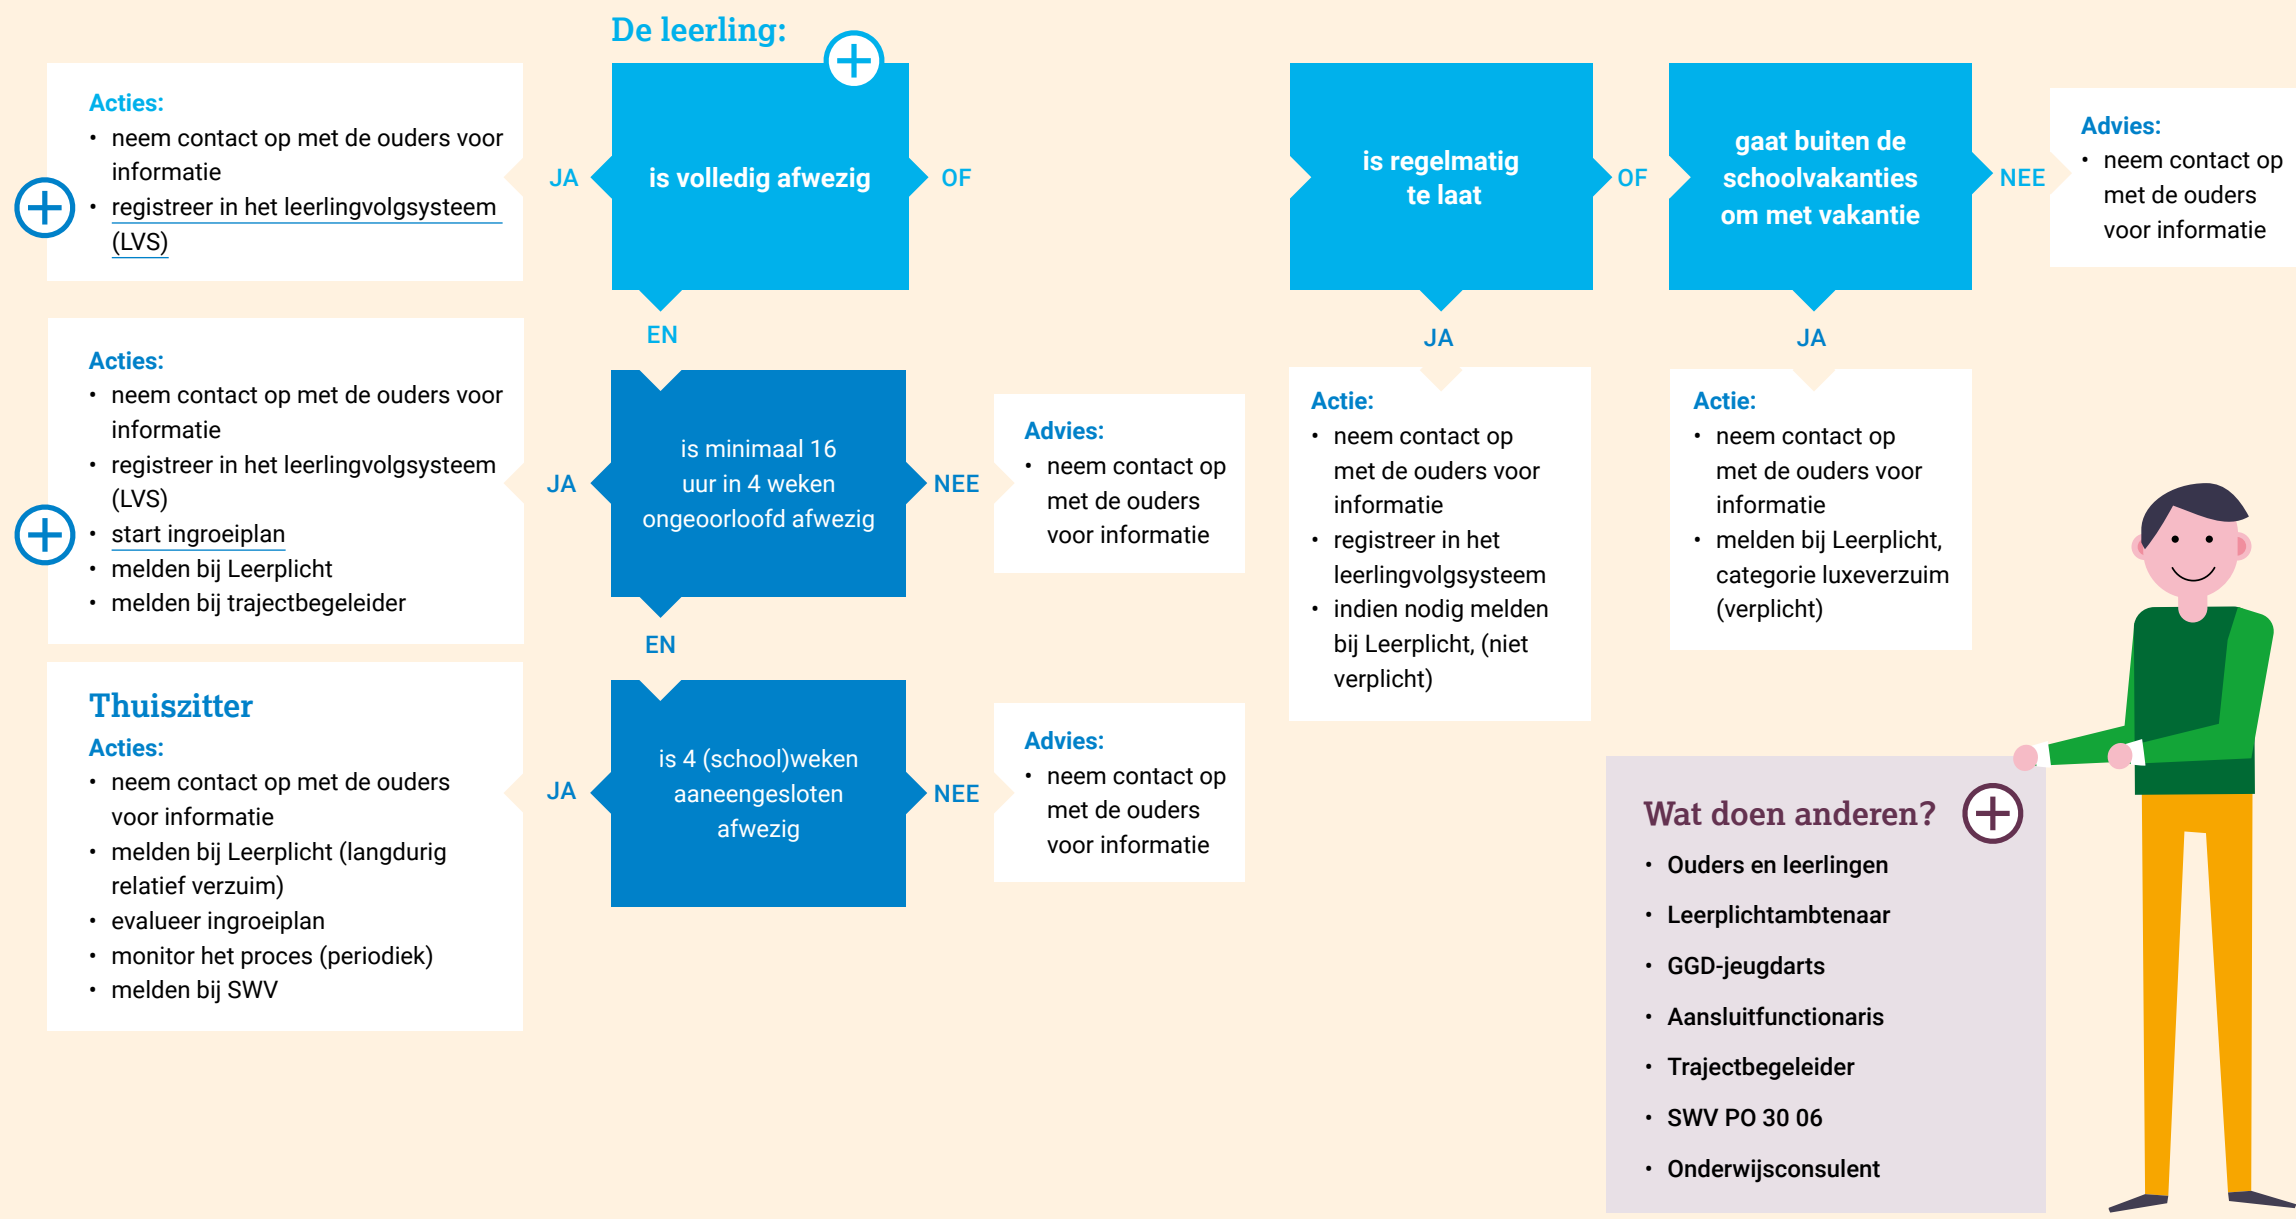 De leerling:
Acties:
• neem contact op met de ouders voor
informatie
• registreer in het leerlingvolgsysteem
(LVS)
JA
is volledig afwezig
OF
is regelmatig
te laat
OF
gaat buiten de
schoolvakanties
om met vakantie
NEE
Advies:
• neem contact op
met de ouders
voor informatie
EN
JA
JA
Acties:
• neem contact op met de ouders voor
informatie
• registreer in het leerlingvolgsysteem
(LVS)
• start ingroeiplan
• melden bij Leerplicht
• melden bij trajectbegeleider
JA
is minimaal 16
uur in 4 weken
ongeoorloofd afwezig
NEE
Advies:
• neem contact op
met de ouders
voor informatie
Actie:
• neem contact op
met de ouders voor
informatie
• registreer in het
leerlingvolgsysteem
• indien nodig melden
bij Leerplicht, (niet
verplicht)
Actie:
• neem contact op
met de ouders voor
informatie
• melden bij Leerplicht,
categorie luxeverzuim
(verplicht)
EN
Thuiszitter
Acties:
• neem contact op met de ouders
voor informatie
• melden bij Leerplicht (langdurig
relatief verzuim)
• evalueer ingroeiplan
• monitor het proces (periodiek)
• melden bij SWV
JA
is 4 (school)weken
aaneengesloten
afwezig
NEE
Advies:
• neem contact op
met de ouders
voor informatie
Wat doen anderen?
• Ouders en leerlingen
• Leerplichtambtenaar
• GGD-jeugdarts
• Aansluitfunctionaris
• Trajectbegeleider
• SWV PO 30 06
• Onderwijsconsulent